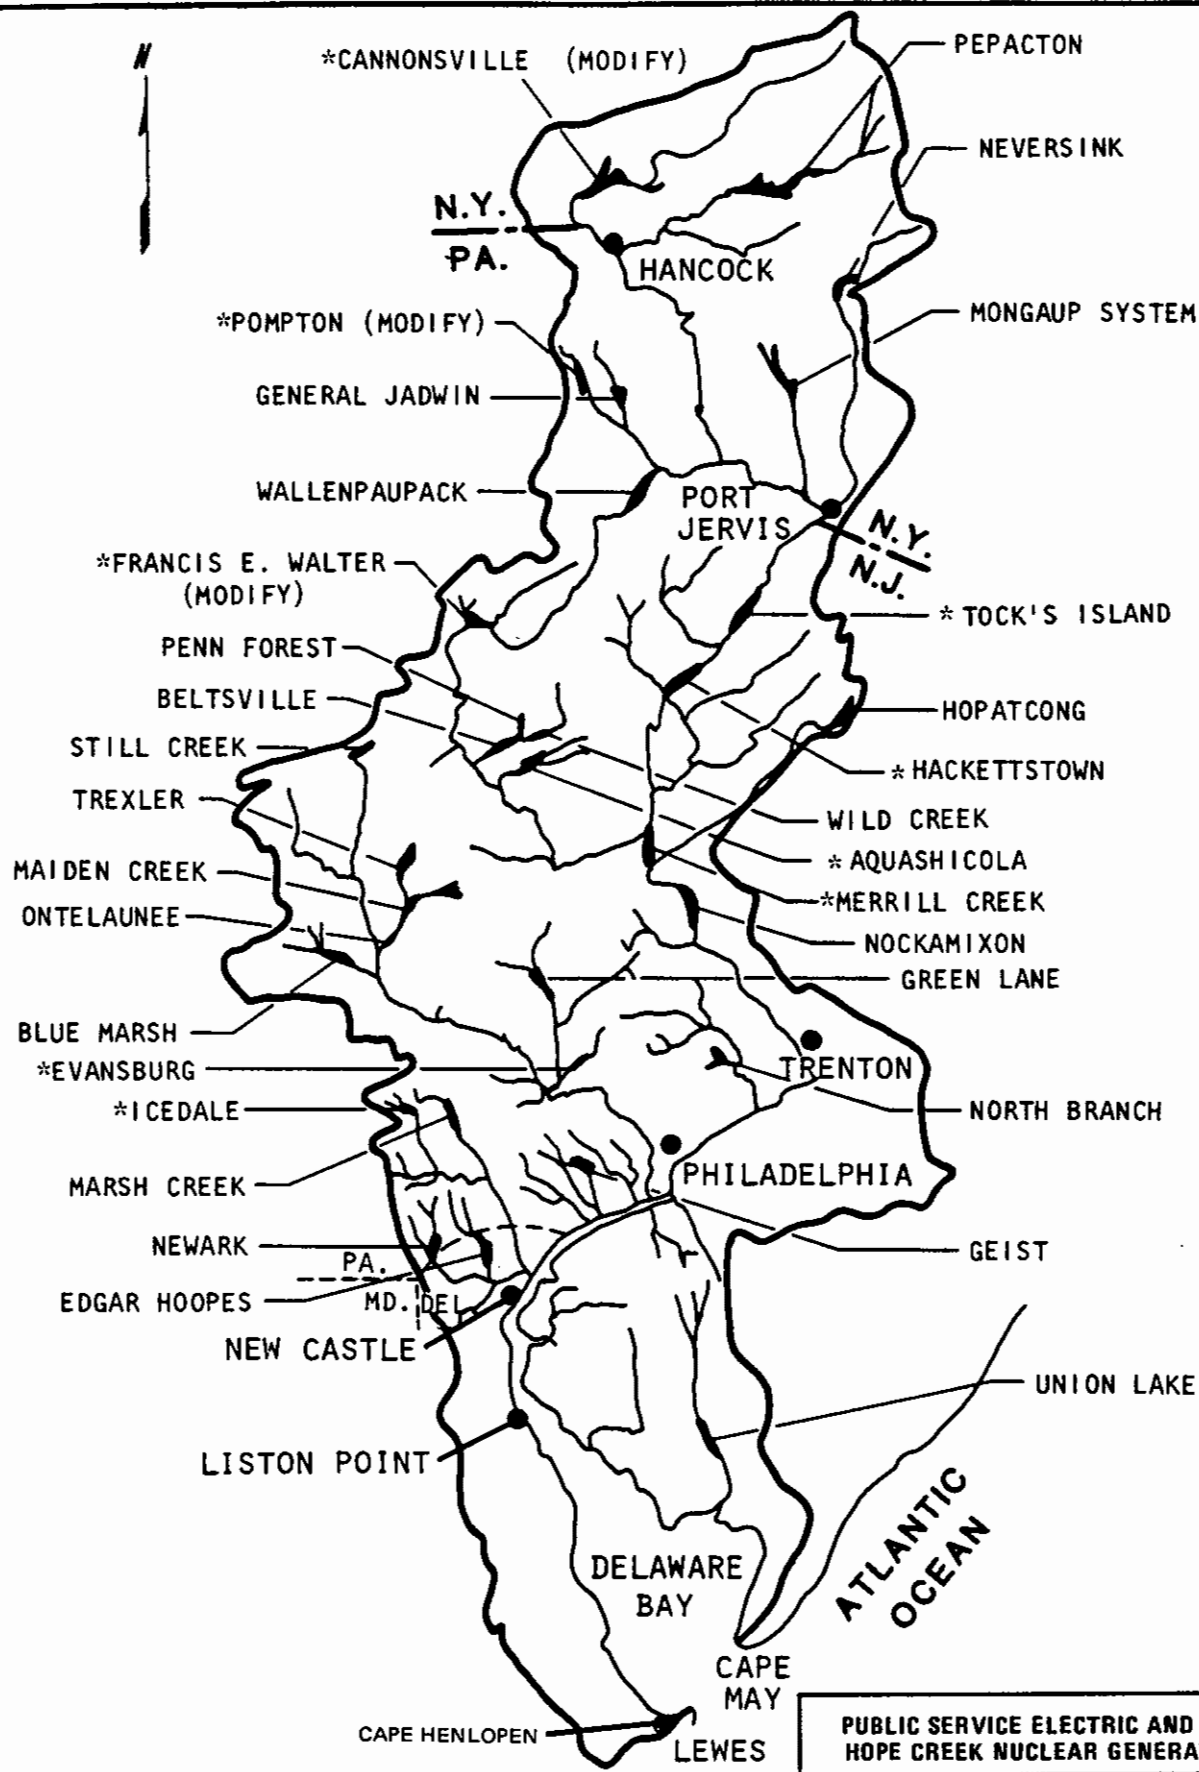 N
*CANNONSVILLE (MODIFY)
PEPACTON
NEVERSINK
N.Y.
PA.
HANCOCK
*POMPTON (MODIFY)
MONGAUP SYSTEM
GENERAL JADWIN
WALLENPAUPACK
PORT
JERVIS
N.Y.
N.J.
*FRANCIS E. WALTER
(MODIFY)
* TOCK'S ISLAND
PENN FOREST
BELTSVILLE
HOPATCONG
STILL CREEK
* HACKETTSTOWN
TREXLER
WILD CREEK
* AQUASHICOLA
MAIDEN CREEK
*MERRILL CREEK
ONTELAUNEE
NOCKAMIXON
GREEN LANE
BLUE MARSH
*EVANSBURG
TRENTON
*ICEDALE
NORTH BRANCH
MARSH CREEK
PHILADELPHIA
NEWARK
GEIST
PA.
EDGAR HOOPES
MD.
DEL
NEW CASTLE
UNION LAKE
LISTON POINT
ATLANTIC
OCEAN
DELAWARE
BAY
CAPE
MAY
CAPE HENLOPEN
LEWES
PUBLIC SERVICE ELECTRIC AND
HOPE CREEK NUCLEAR GENERA